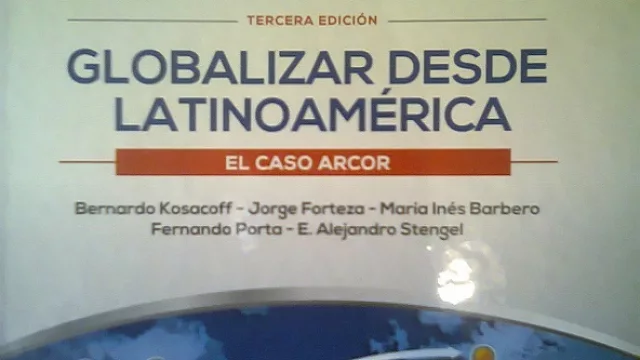 TERCERA EDICIÓN
GLOBALIZAR DESDE
LATINOAMÉRICA
EL CASO ARCOR
Bernardo Kosacoff - Jorge Forteza - María Inés Barbero
Fernando Porta - E. Alejandro Stengel